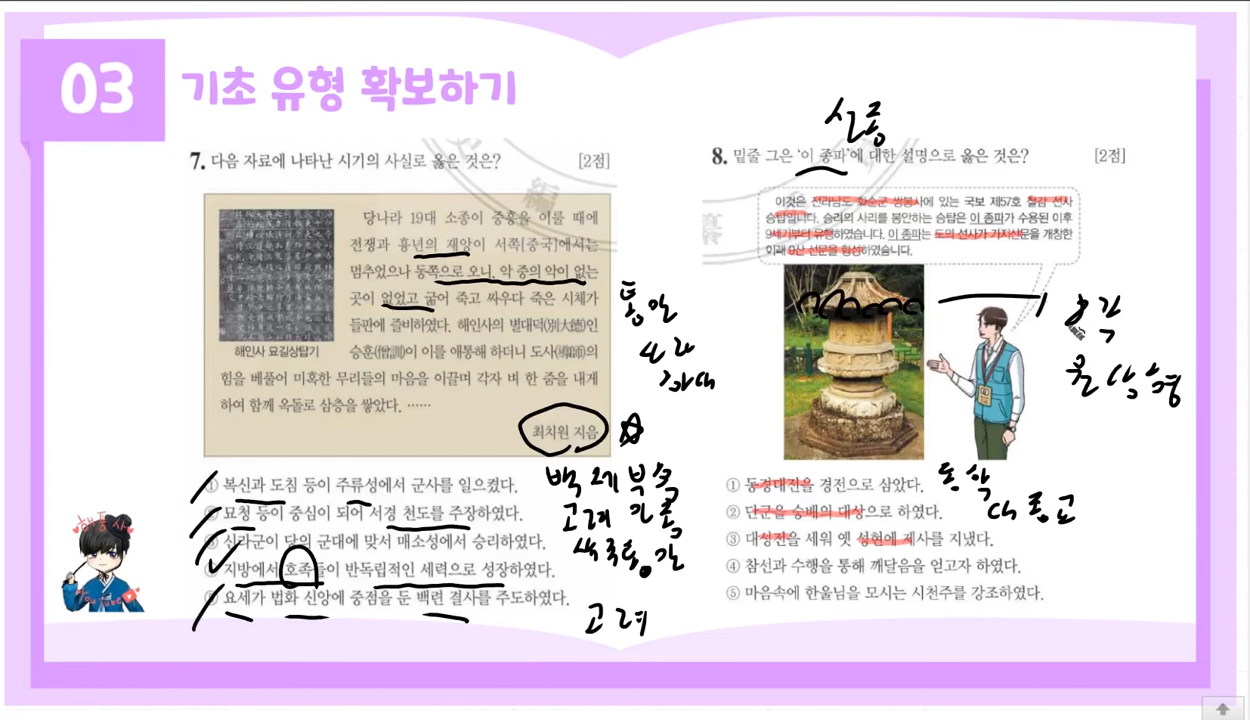 03 기초 유형 확보하기
7. 다음 자료에 나타난 시기의 사실로 옳은 것은? [2점]
당나라 19대 소종이 중흥을 이룰 때에
전쟁과 흉년의 재앙이 서쪽[중국]에서는
멈추었으나 동쪽으로 오니, 악 중의 악이 없는
곳이 없었고 굶어 죽고 싸우다 죽은 시체가
들판에 즐비하였다. 해인사의 별대덕(別大德)인
승훈(僧訓)이 이를 애통해 하더니 도사(導師)의
힘을 베풀어 미혹한 무리들의 마음을 이끌며 각자 벼 한 줌을 내게
하여 함께 옥돌로 삼층을 쌓았다. ……
최치원 지음
해인사 묘길상탑기
통일
신라
하대
① 복신과 도침 등이 주류성에서 군사를 일으켰다.
백제 부흥
② 묘청 등이 중심이 되어 서경 천도를 주장하였다.
고려
③ 신라군이 당의 군대에 맞서 매소성에서 승리하였다.
삼국통일
④ 지방에서 호족들이 반독립적인 세력으로 성장하였다.
⑤ 요세가 법화 신앙에 중점을 둔 백련 결사를 주도하였다.
고려
해품사
YouTube
선종
8. 밑줄 그은 '이 종파'에 대한 설명으로 옳은 것은? [2점]
이것은 전라남도 화순군 쌍봉사에 있는 국보 제57호 철감 선사
승탑입니다. 승려의 사리를 봉안하는 승탑은 이 종파가 수용된 이후
9세기부터 유행하였습니다. 이 종파는 도의 선사가 가지산문을 개창한
이래 9산 선문을 형성하였습니다.
8각
① 동경대전을 경전으로 삼았다.
동학
② 단군을 숭배의 대상으로 하였다.
대종교
③ 대성전을 세워 옛 성현에 제사를 지냈다.
④ 참선과 수행을 통해 깨달음을 얻고자 하였다.
⑤ 마음속에 한울님을 모시는 시천주를 강조하였다.